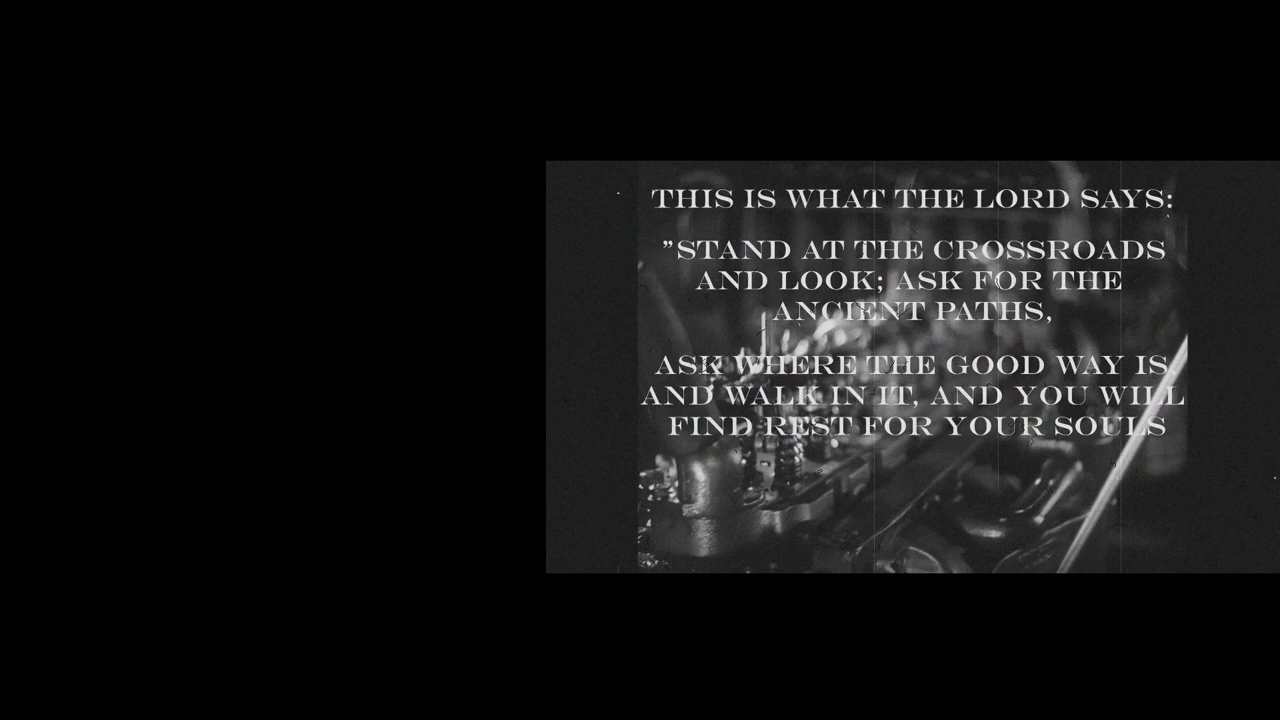 THIS IS WHAT THE LORD SAYS:
"STAND AT THE CROSSROADS
AND LOOK; ASK FOR THE
ANCIENT PATHS,
ASK WHERE THE GOOD WAY IS,
AND WALK IN IT, AND YOU WILL
FIND REST FOR YOUR SOULS